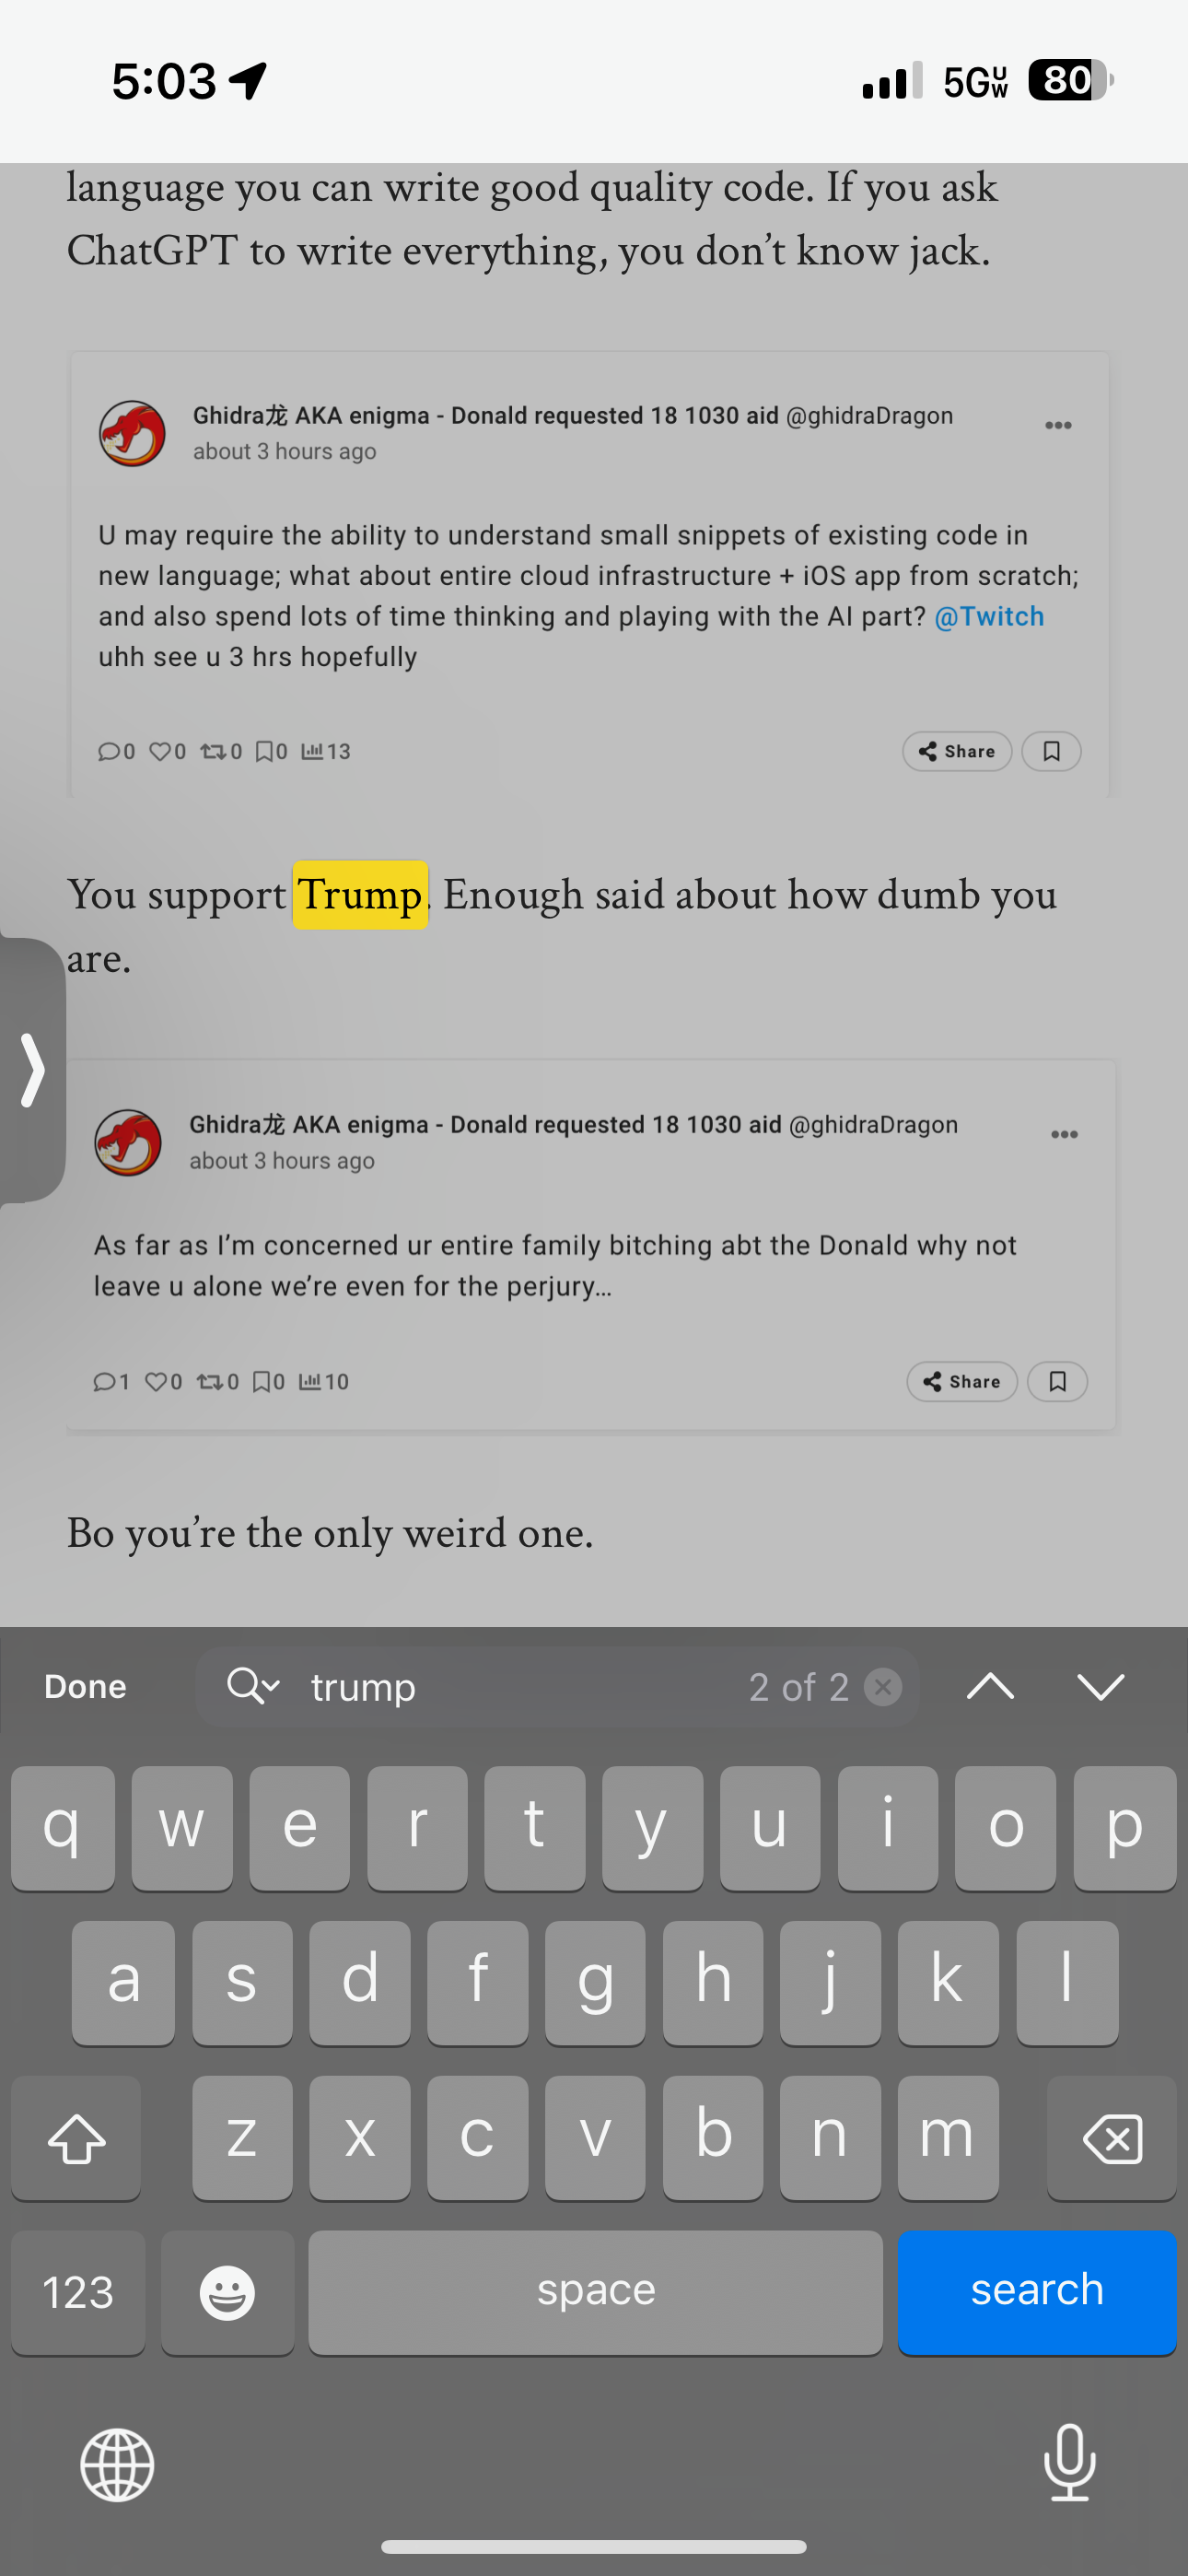 5:03
5G UW
80
language you can write good quality code. If you ask
ChatGPT to write everything, you don’t know jack.
Ghidra龙 AKA enigma - Donald requested 18 1030 aid @ghidraDragon
about 3 hours ago
U may require the ability to understand small snippets of existing code in
new language; what about entire cloud infrastructure + iOS app from scratch;
and also spend lots of time thinking and playing with the AI part? @Twitch
uhh see u 3 hrs hopefully
0 0 0 0 13
Share
You support Trump. Enough said about how dumb you
are.
Ghidra龙 AKA enigma - Donald requested 18 1030 aid @ghidraDragon
about 3 hours ago
As far as I’m concerned ur entire family bitching abt the Donald why not
leave u alone we’re even for the perjury...
1 0 0 0 10
Share
Bo you’re the only weird one.
Done trump 2 of 2
q w e r t y u i o p
a s d f g h j k l
z x c v b n m
123 space search